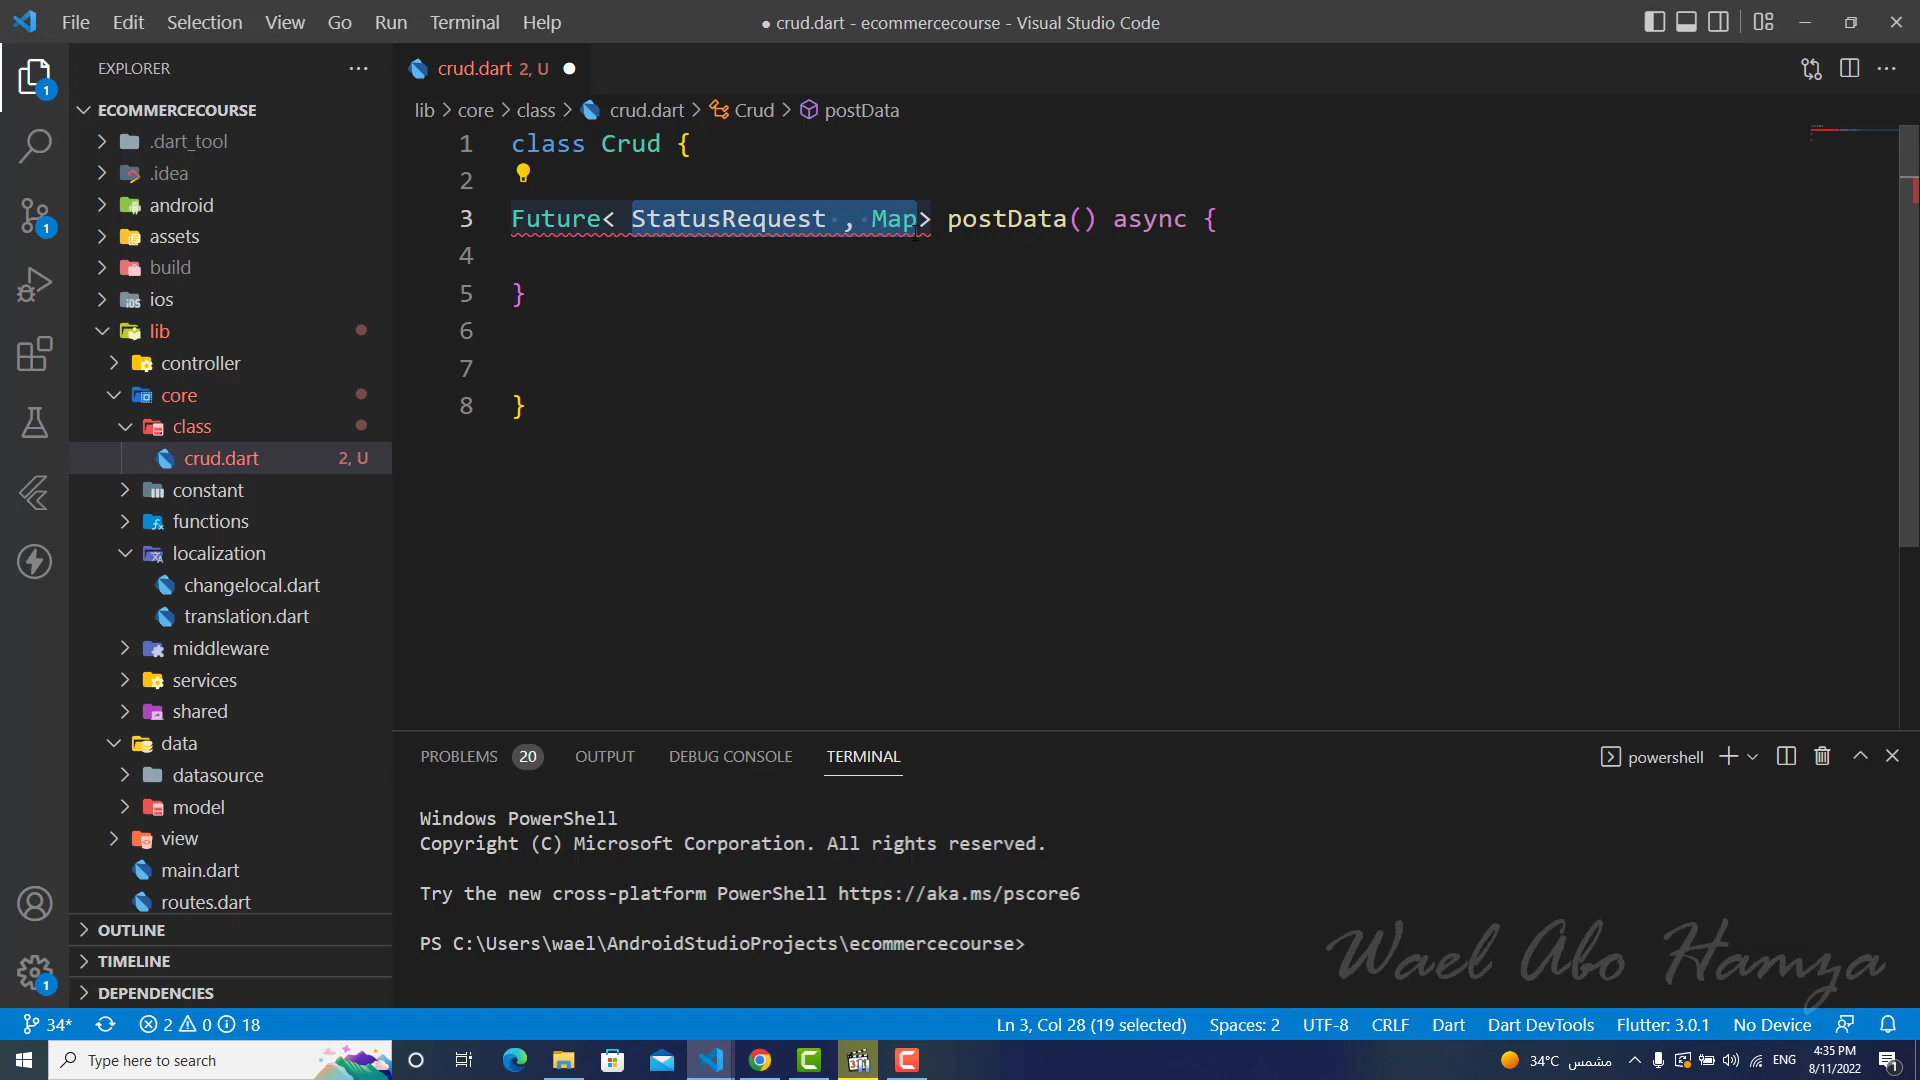 File Edit Selection View Go Run Terminal Help
● crud.dart - ecommercecourse - Visual Studio Code
EXPLORER
crud.dart 2, U
lib > core > class > crud.dart > Crud > postData
ECOMMERCECOURSE
.dart_tool
.idea
android
assets
build
ios
lib
controller
core
class
crud.dart 2, U
constant
functions
localization
changelocal.dart
translation.dart
middleware
services
shared
data
datasource
model
view
main.dart
routes.dart
OUTLINE
TIMELINE
DEPENDENCIES
1 class Crud {
2
3 Future< StatusRequest , Map> postData() async {
4
5 }
6
7
8 }
PROBLEMS 20 OUTPUT DEBUG CONSOLE TERMINAL
powershell
Windows PowerShell
Copyright (C) Microsoft Corporation. All rights reserved.
Try the new cross-platform PowerShell https://aka.ms/pscore6
PS C:\Users\wael\AndroidStudioProjects\ecommercecourse>
Wael Abo Hamza
1
1
1
34* 2 0 18
Ln 3, Col 28 (19 selected) Spaces: 2 UTF-8 CRLF Dart Dart DevTools Flutter: 3.0.1 No Device
Type here to search
34°C مشمس
ENG
4:35 PM
8/11/2022
1